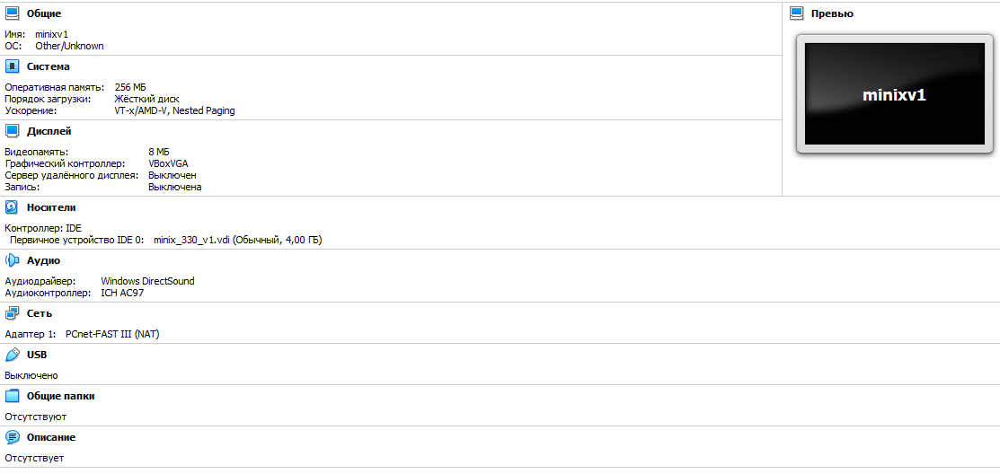 Общие
Имя: minixv1
ОС: Other/Unknown
Превью
minixv1
Система
Оперативная память: 256 МБ
Порядок загрузки: Жёсткий диск
Ускорение: VT-x/AMD-V, Nested Paging
Дисплей
Видеопамять: 8 МБ
Графический контроллер: VBoxVGA
Сервер удалённого дисплея: Выключен
Запись: Выключена
Носители
Контроллер: IDE
Первичное устройство IDE 0: minix_330_v1.vdi (Обычный, 4,00 ГБ)
Аудио
Аудиодрайвер: Windows DirectSound
Аудиоконтроллер: ICH AC97
Сеть
Адаптер 1: PCnet-FAST III (NAT)
USB
Выключено
Общие папки
Отсутствуют
Описание
Отсутствует